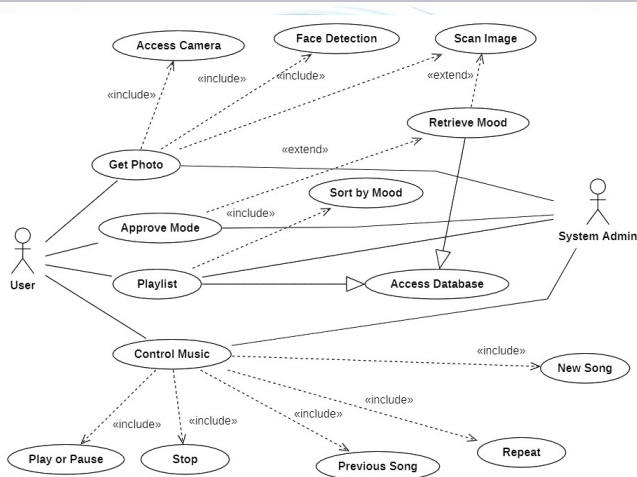 Access Camera
Face Detection
Scan Image
«include»
«include»
«include»
«extend»
Retrieve Mood
«extend»
Get Photo
Sort by Mood
«include»
Approve Mode
System Admin
User
Playlist
Access Database
Control Music
«include»
New Song
«include»
«include»
«include»
«include»
Play or Pause
Stop
Previous Song
Repeat